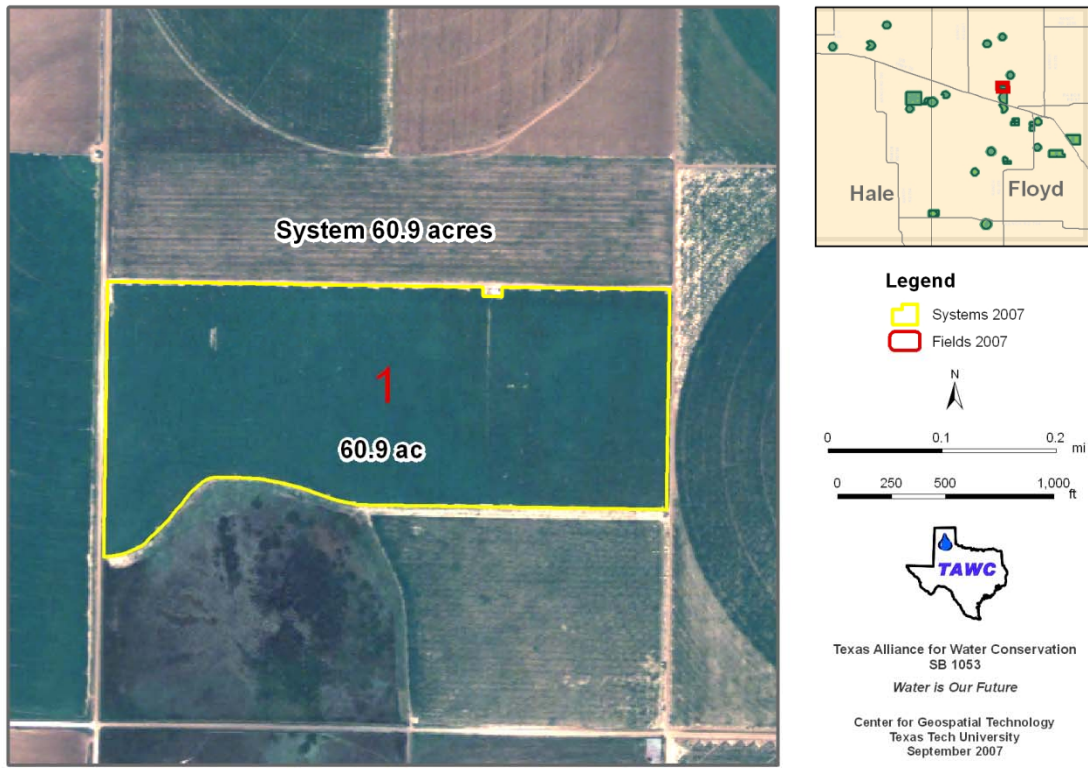 System 60.9 acres
1
60.9 ac
Hale
Floyd
Legend
Systems 2007
Fields 2007
N
0 0.1 0.2
mi
0 250 500 1,000
ft
TAWC
Texas Alliance for Water Conservation
SB 1053
Water is Our Future
Center for Geospatial Technology
Texas Tech University
September 2007